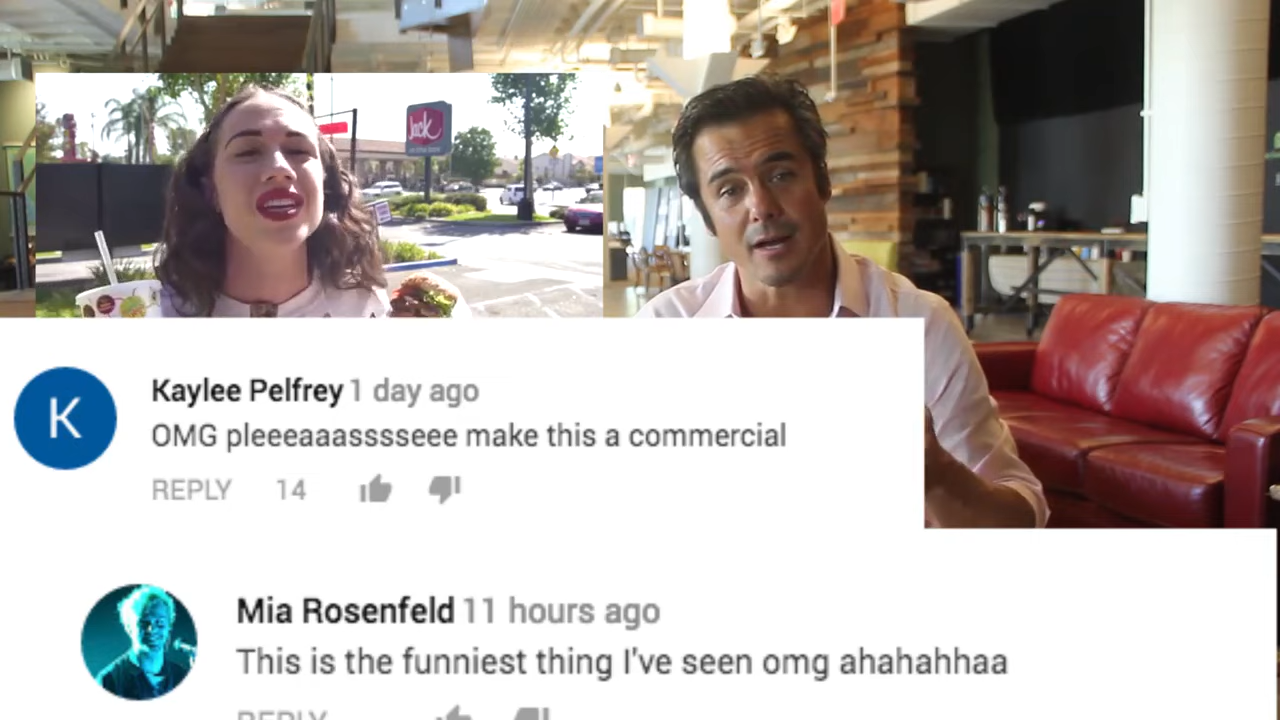 Jack
Kaylee Pelfrey 1 day ago
K
OMG pleeeaaasssseee make this a commercial
REPLY 14
Mia Rosenfeld 11 hours ago
This is the funniest thing I've seen omg ahahahhaa
REPLY